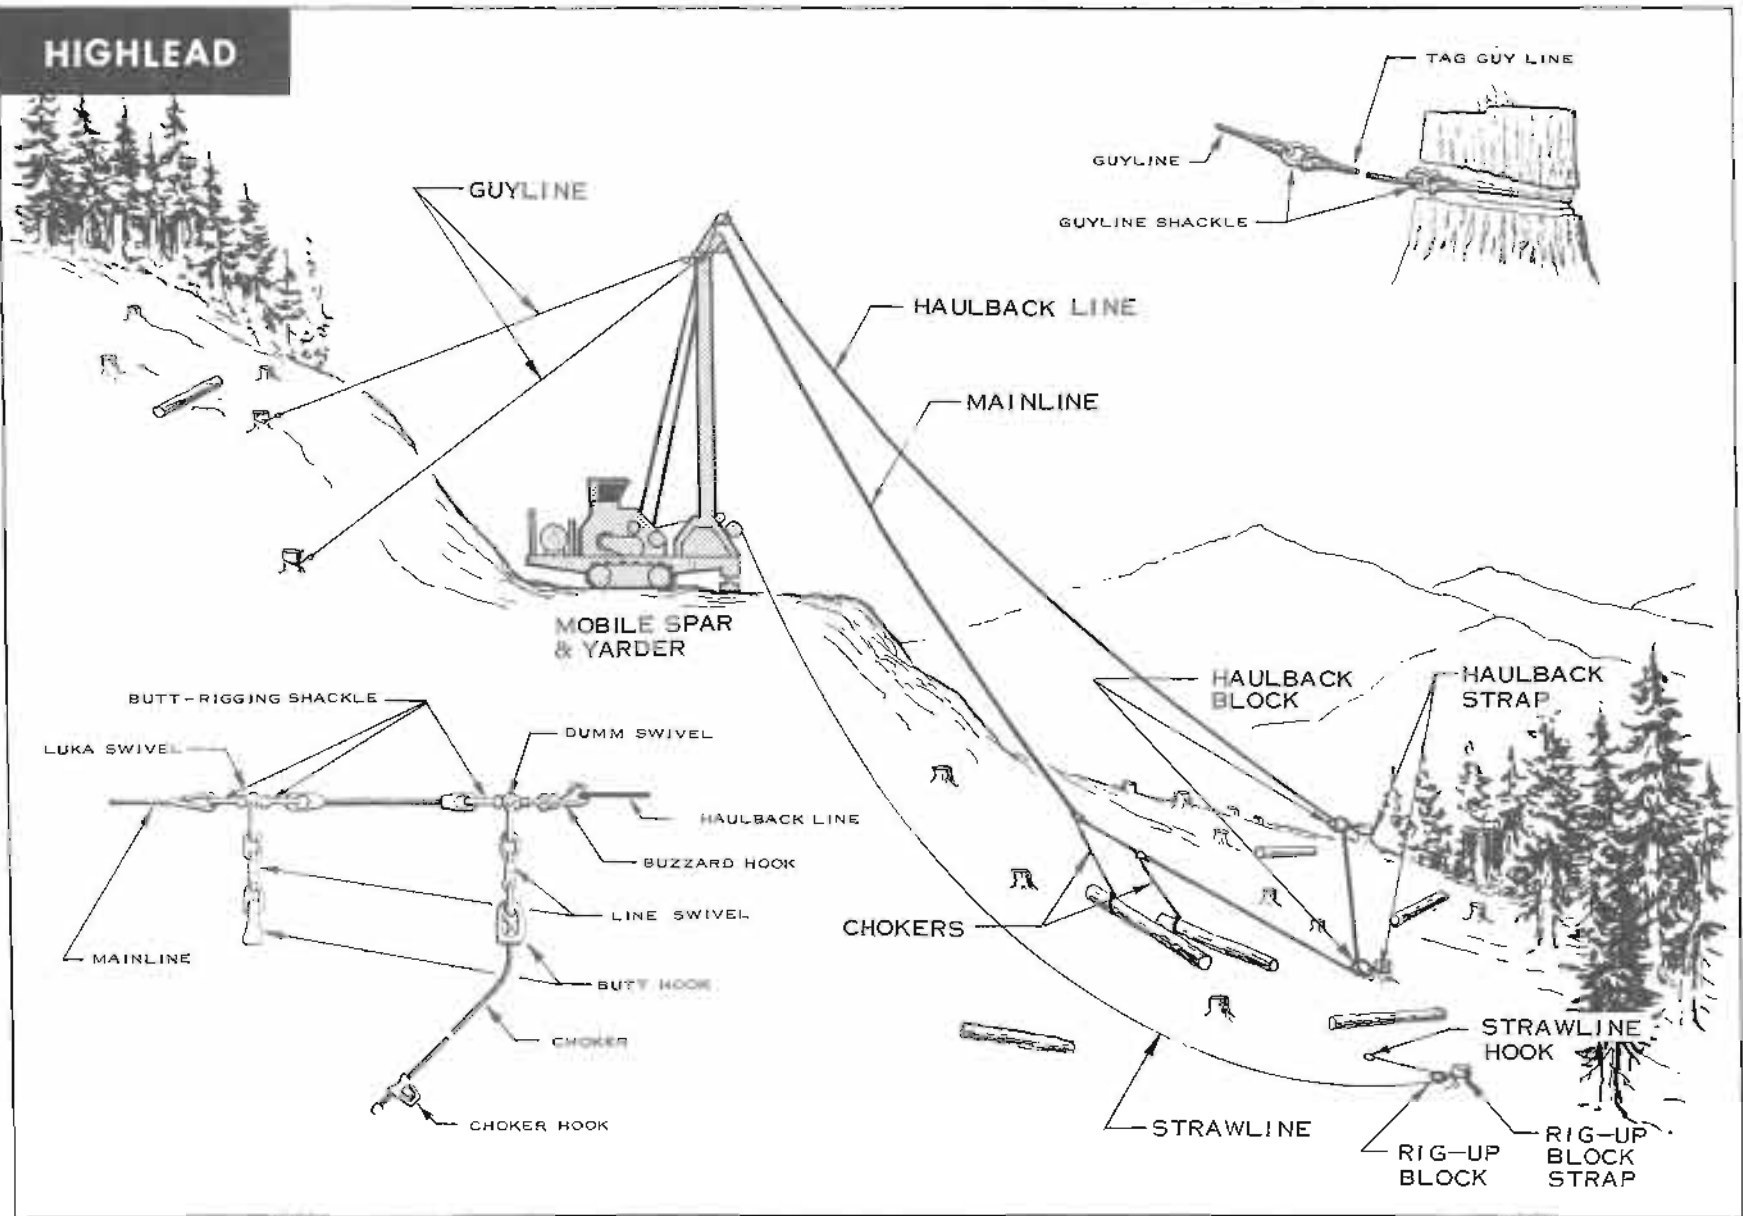 HIGHLEAD
TAG GUY LINE
GUYLINE
GUYLINE SHACKLE
GUYLINE
HAULBACK LINE
MAINLINE
MOBILE SPAR
& YARDER
HAULBACK
BLOCK
HAULBACK
STRAP
BUTT-RIGGING SHACKLE
LUKA SWIVEL
DUMM SWIVEL
HAULBACK LINE
BUZZARD HOOK
LINE SWIVEL
MAINLINE
BUTT HOOK
CHOKER
CHOKER HOOK
CHOKERS
STRAWLINE
HOOK
STRAWLINE
RIG-UP
BLOCK
RIG-UP
BLOCK
STRAP